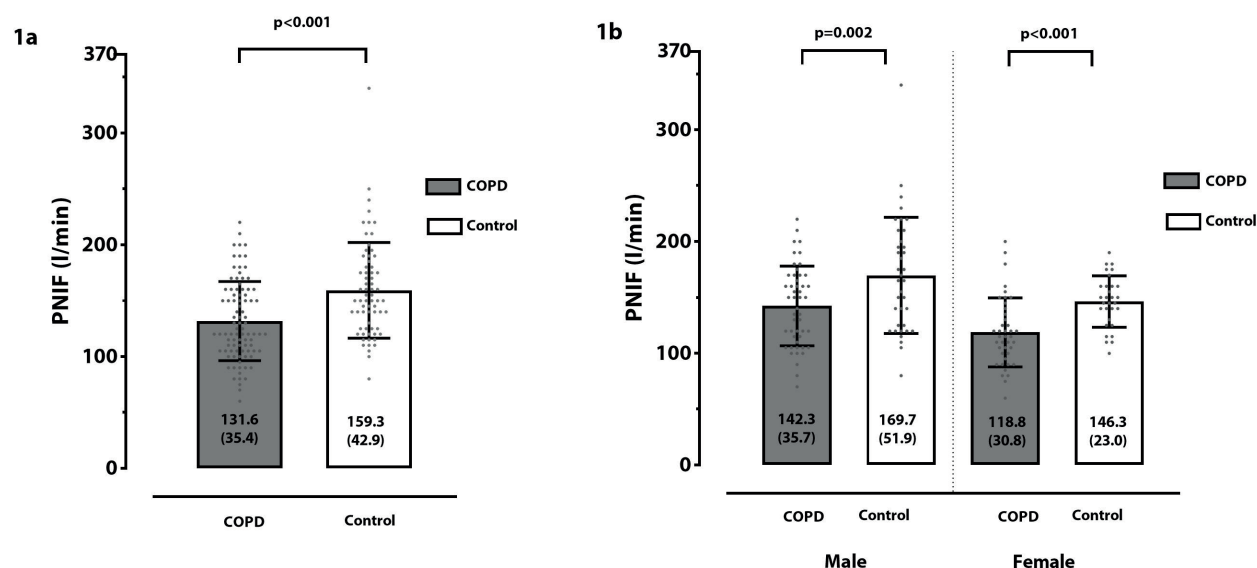 1a
p<0.001
370
300
200
100
0
PNIF (l/min)
COPD
Control
131.6
(35.4)
159.3
(42.9)
COPD
Control
1b
p=0.002
p<0.001
370
300
200
100
0
PNIF (l/min)
COPD
Control
142.3
(35.7)
169.7
(51.9)
118.8
(30.8)
146.3
(23.0)
COPD
Control
COPD
Control
Male
Female